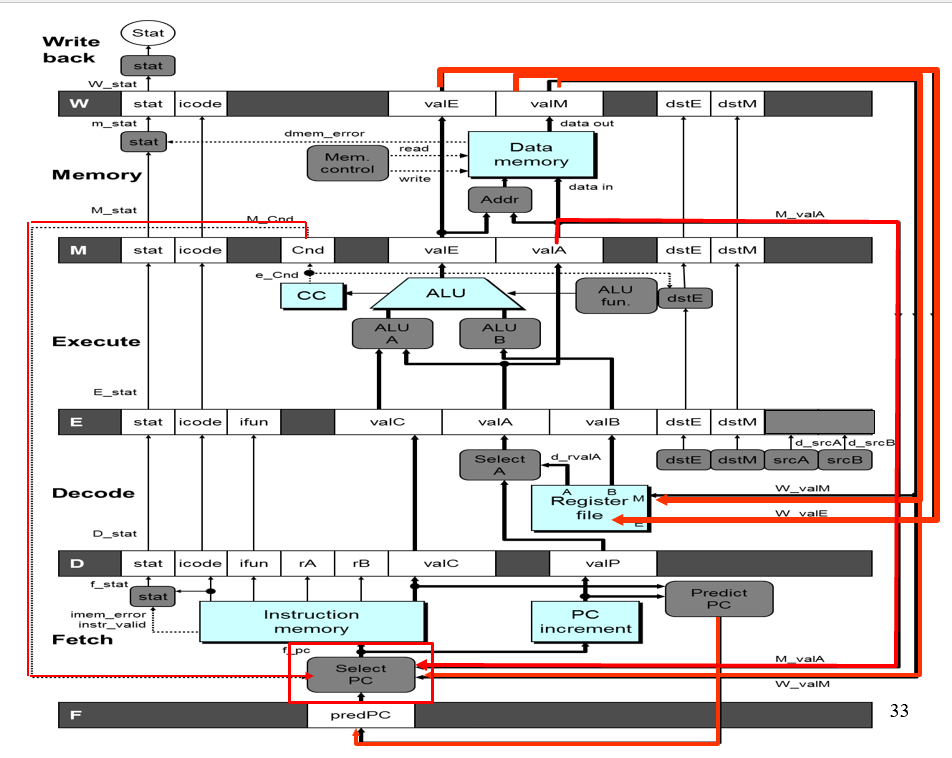 Stat
Write
back
stat
W_stat
W stat icode valE valM dstE dstM
m_stat
data out
dmem_error
stat
read
Mem.
control
Data
memory
write
Memory
data in
Addr
M_stat
M_Cnd
M_valA
M stat icode Cnd valE valA dstE dstM
e_Cnd
CC
ALU
ALU
fun.
dstE
ALU
A
ALU
B
Execute
E_stat
E stat icode ifun valC valA valB dstE dstM
d_srcA d_srcB
Select
A
d_rvalA
dstE dstM srcA srcB
Decode
A B
M
Register
file
E
W_valM
W_valE
D_stat
D stat icode ifun rA rB valC valP
f_stat
stat
Predict
PC
imem_error
instr_valid
Instruction
memory
PC
increment
Fetch
f_pc
Select
PC
M_valA
W_valM
F predPC
33